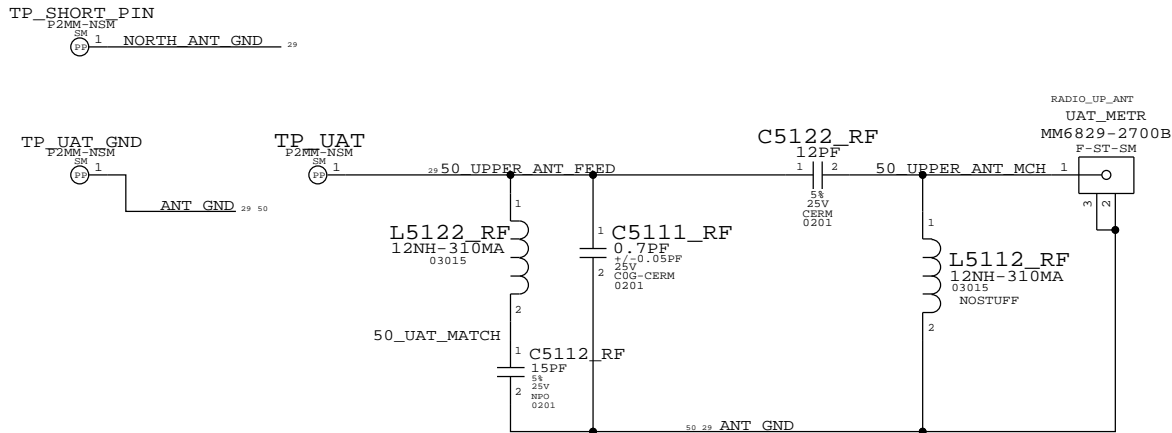 TP_SHORT_PIN
P2MM-NSM
SM
PP
1
NORTH_ANT_GND
29
TP_UAT_GND
P2MM-NSM
SM
PP
1
ANT_GND
29 50
TP_UAT
P2MM-NSM
SM
PP
1
29
50_UPPER_ANT_FEED
C5122_RF
12PF
1
2
5%
25V
CERM
0201
50_UPPER_ANT_MCH
RADIO_UP_ANT
UAT_METR
MM6829-2700B
F-ST-SM
1
3
2
1
L5122_RF
12NH-310MA
03015
2
1
C5111_RF
0.7PF
+/-0.05PF
25V
C0G-CERM
0201
2
1
L5112_RF
12NH-310MA
03015
NOSTUFF
2
50_UAT_MATCH
1
C5112_RF
15PF
5%
25V
NPO
0201
2
50 29
ANT_GND